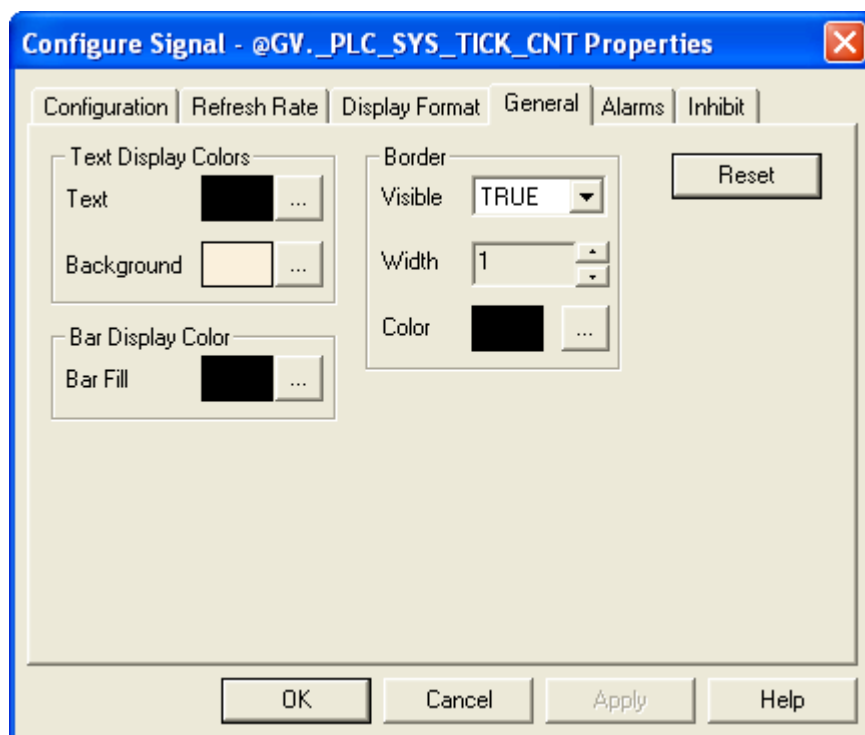 Configure Signal - @GV._PLC_SYS_TICK_CNT Properties
Configuration Refresh Rate Display Format General Alarms Inhibit
Text Display Colors
Text ...
Background ...
Bar Display Color
Bar Fill ...
Border
Visible TRUE
Width 1
Color ...
Reset
OK Cancel Apply Help